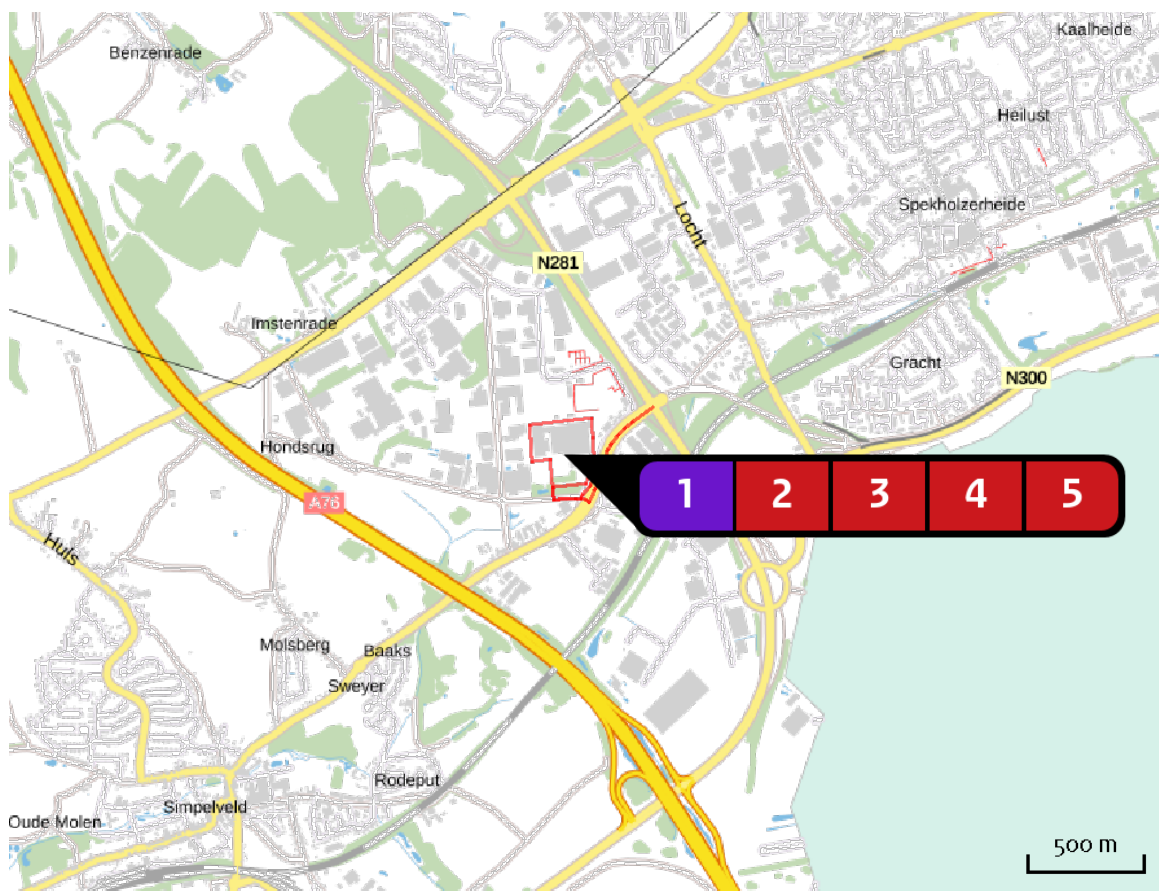 Kaalheide
Benzenrade
Heilust
Spekholzerheide
Locht
N281
Imstenrade
Gracht
N300
Hondsrug
A76
1 2 3 4 5
Huls
Molsberg
Baaks
Sweyer
Rodeput
Simpelveld
Oude Molen
500 m